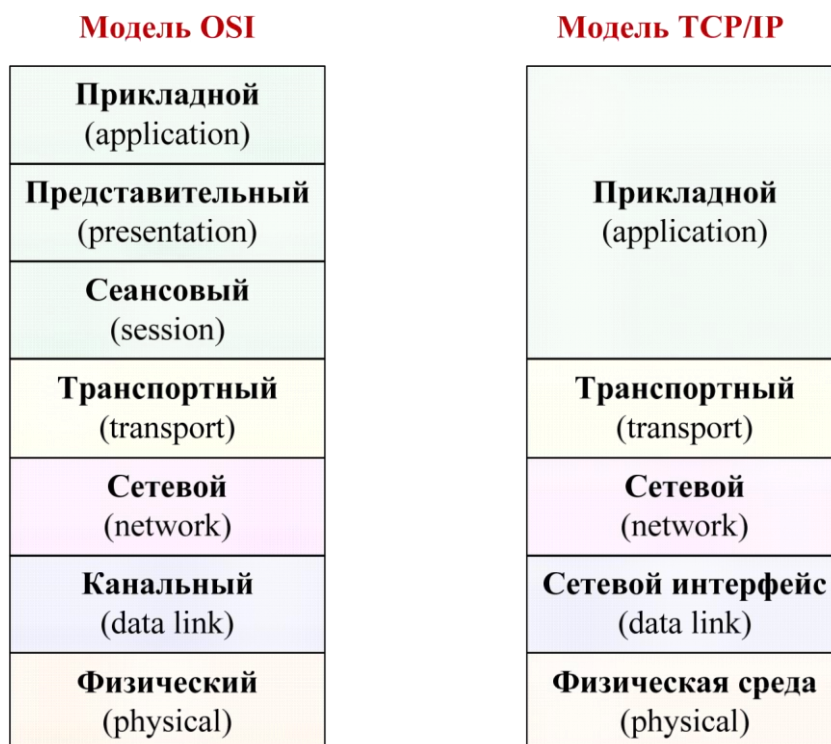 Модель OSI
Прикладной
(application)
Представительный
(presentation)
Сеансовый
(session)
Транспортный
(transport)
Сетевой
(network)
Канальный
(data link)
Физический
(physical)
Модель TCP/IP
Прикладной
(application)
Транспортный
(transport)
Сетевой
(network)
Сетевой интерфейс
(data link)
Физическая среда
(physical)